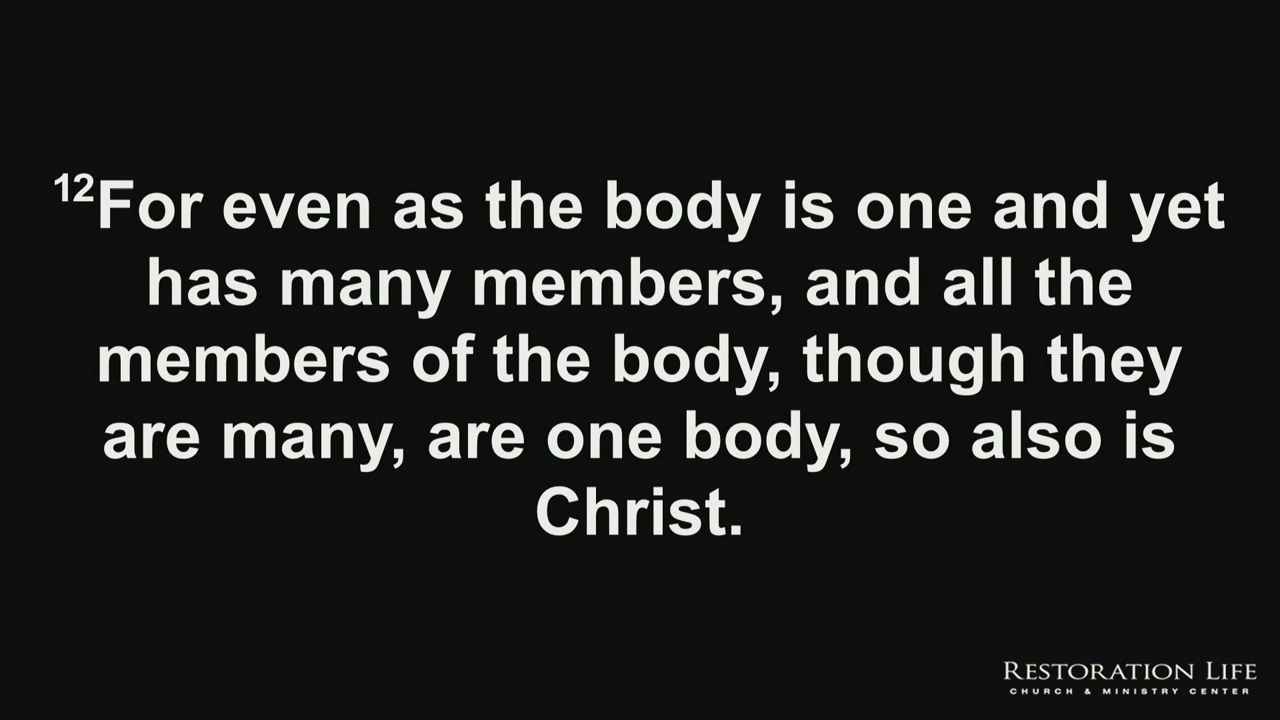 12For even as the body is one and yet
has many members, and all the
members of the body, though they
are many, are one body, so also is
Christ.
RESTORATION LIFE
CHURCH & MINISTRY CENTER